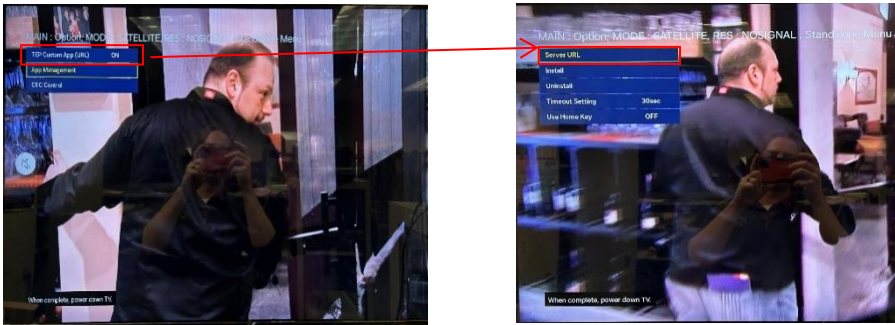 MAIN : Option, MODE : SATELLITE, RES : NOSIGNAL Menu
TEP Custom App (URL) ON
App Management
CEC Control
When complete, power down TV.
MAIN : Option, MODE : SATELLITE, RES : NOSIGNAL , Standalone Menu
Server URL
Install
Uninstall
Timeout Setting 30sec
Use Home Key OFF
When complete, power down TV.